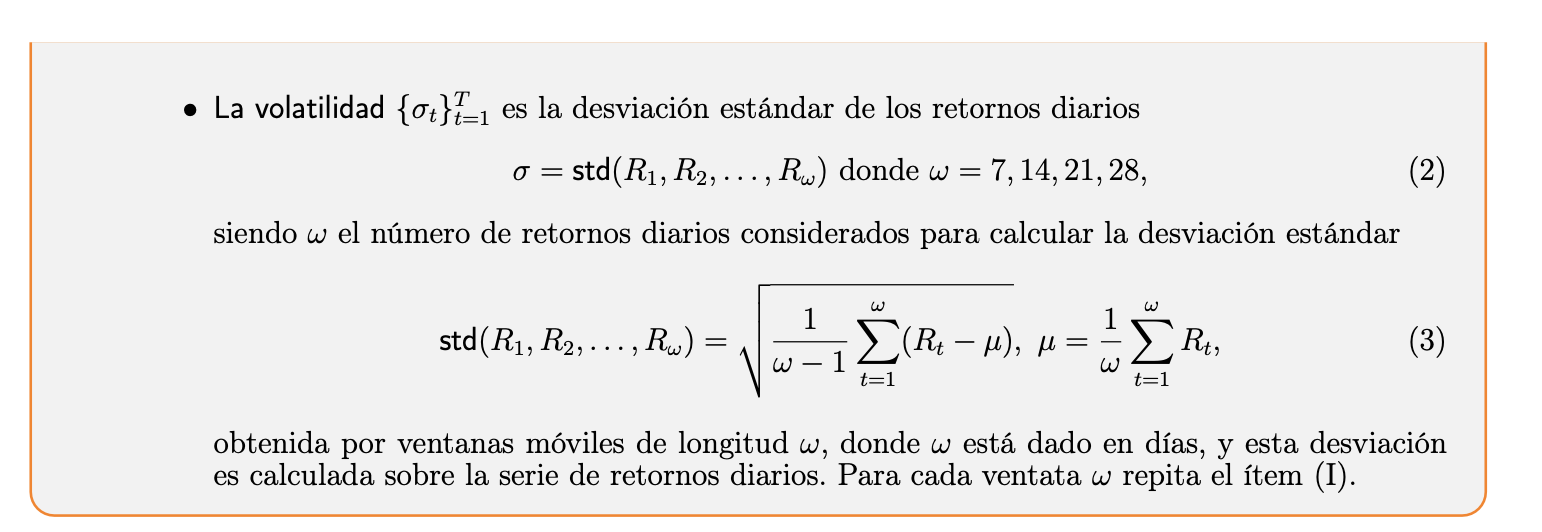 • La volatilidad $\{\sigma_t\}_{t=1}^{T}$ es la desviación estándar de los retornos diarios
$\sigma = \text{std}(R_1, R_2, \ldots, R_\omega)$ donde $\omega = 7, 14, 21, 28,$ (2)
siendo $\omega$ el número de retornos diarios considerados para calcular la desviación estándar
$\text{std}(R_1, R_2, \ldots, R_\omega) = \sqrt{\frac{1}{\omega - 1} \sum_{t=1}^{\omega} (R_t - \mu)}, \ \mu = \frac{1}{\omega} \sum_{t=1}^{\omega} R_t,$ (3)
obtenida por ventanas móviles de longitud $\omega$, donde $\omega$ está dado en días, y esta desviación
es calculada sobre la serie de retornos diarios. Para cada ventata $\omega$ repita el ítem (I).